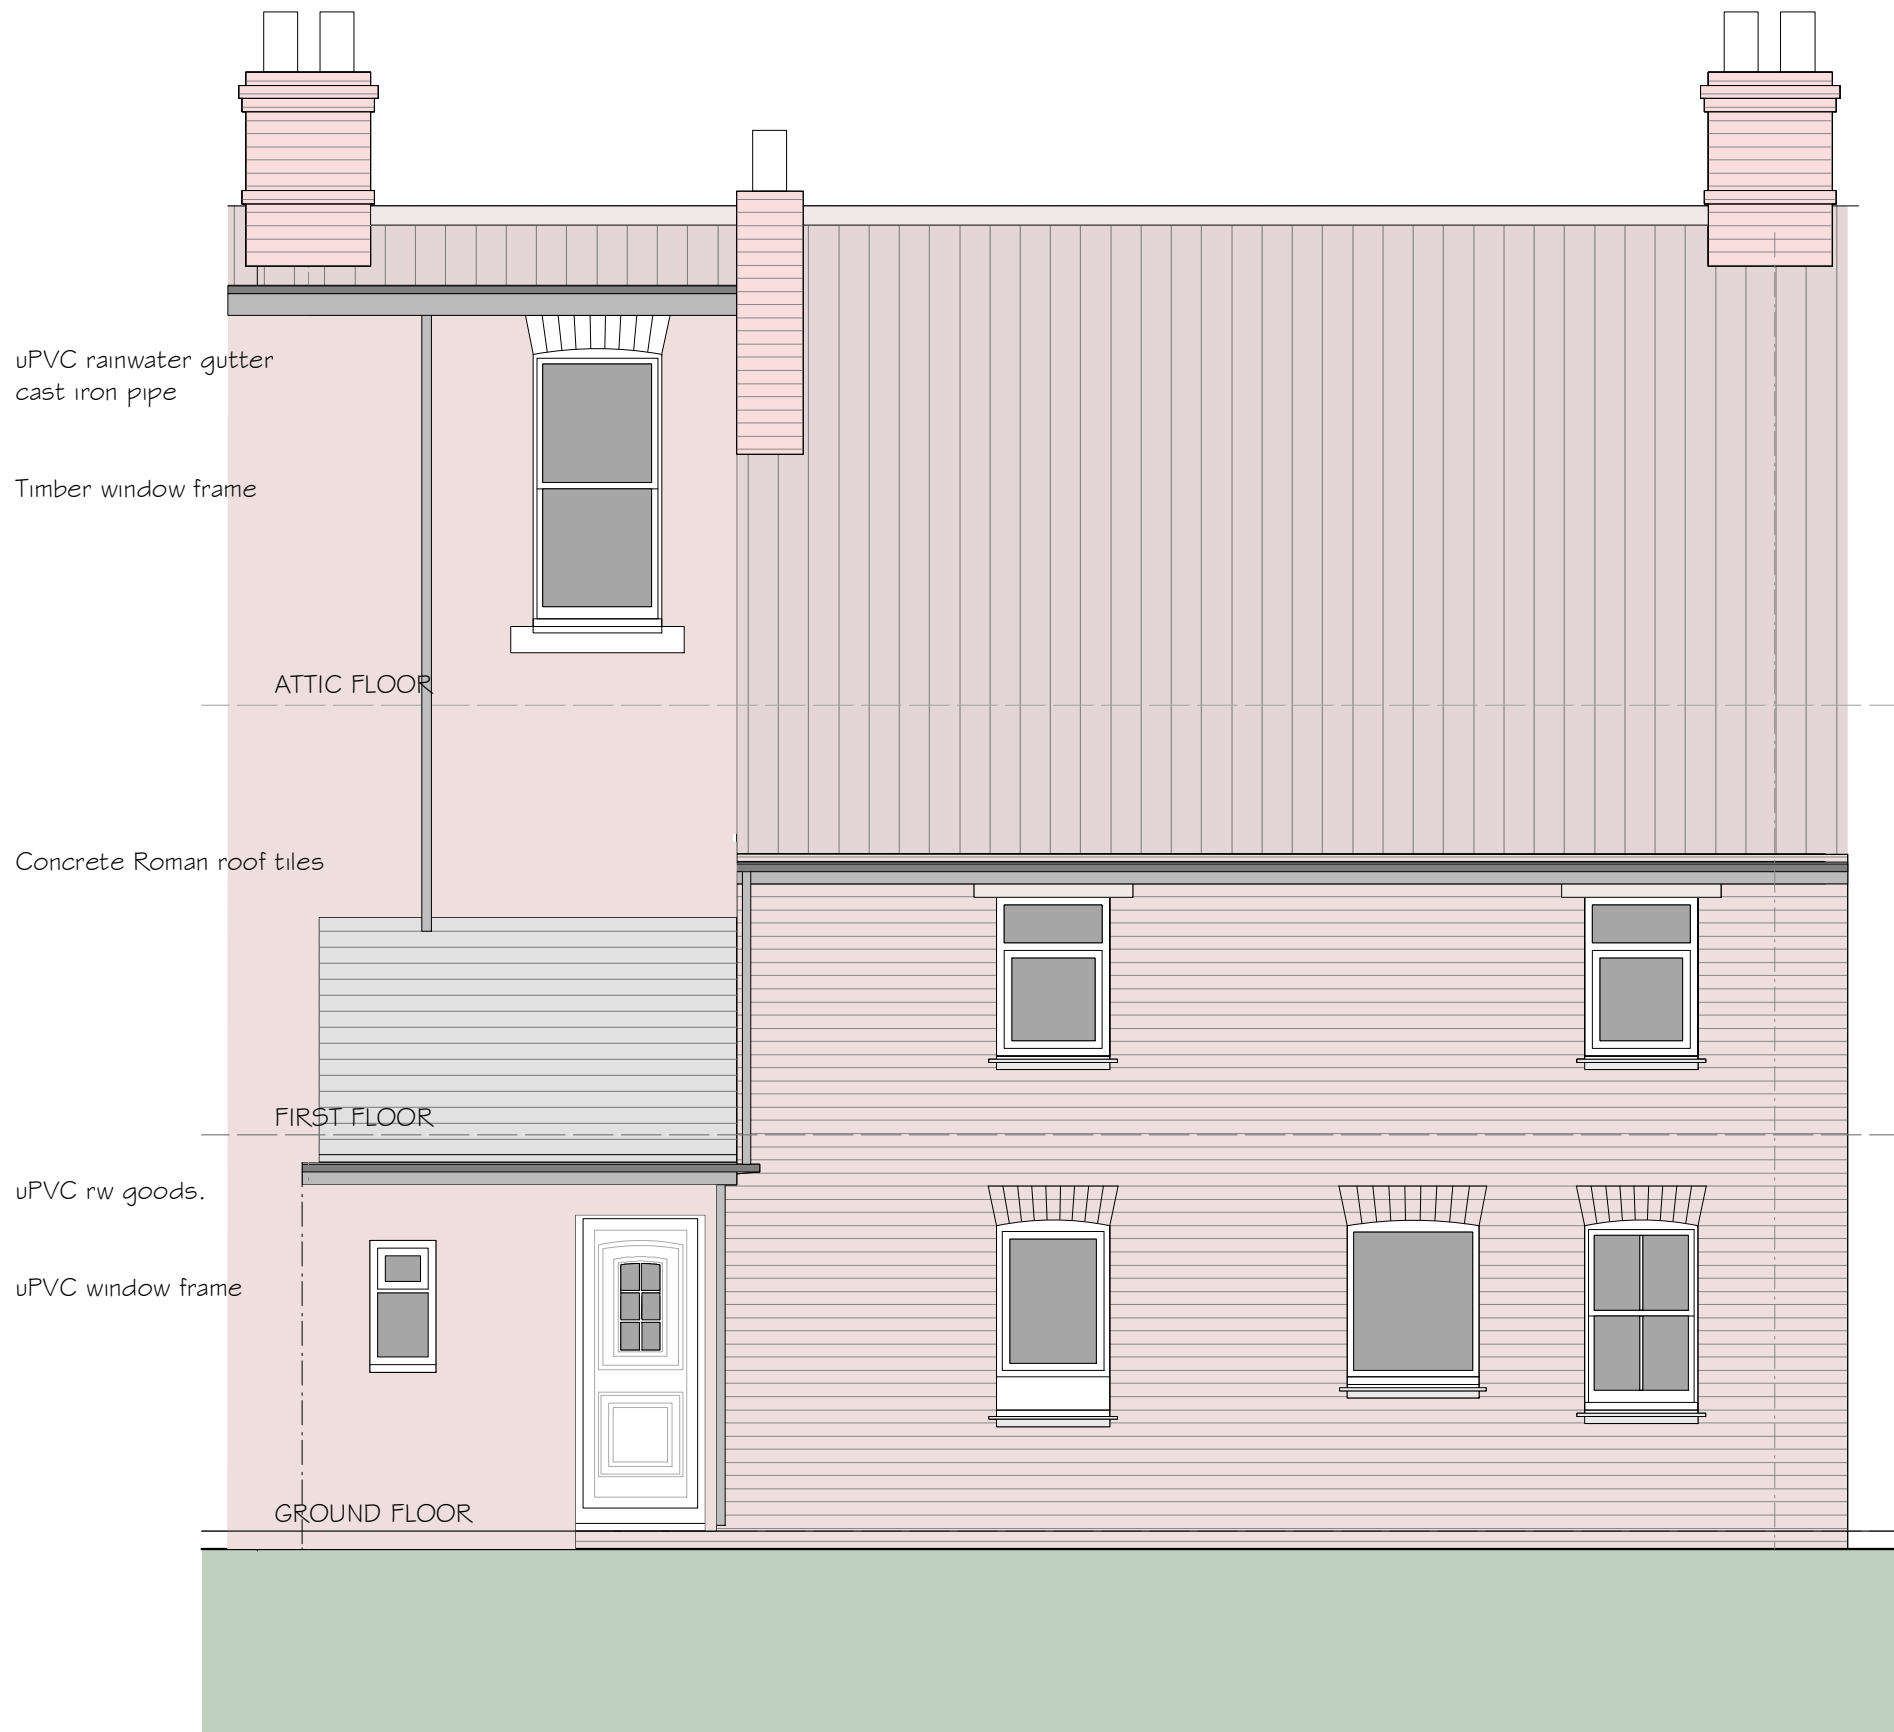 uPVC rainwater gutter
cast iron pipe
Timber window frame
ATTIC FLOOR
Concrete Roman roof tiles
FIRST FLOOR
uPVC rw goods.
uPVC window frame
GROUND FLOOR